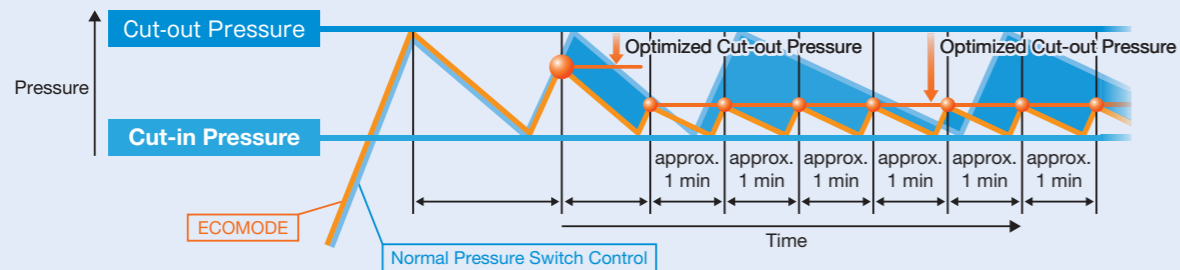 Cut-out Pressure
Optimized Cut-out Pressure
Optimized Cut-out Pressure
Pressure
Cut-in Pressure
approx.
1 min
approx.
1 min
approx.
1 min
approx.
1 min
approx.
1 min
approx.
1 min
ECOMODE
Time
Normal Pressure Switch Control